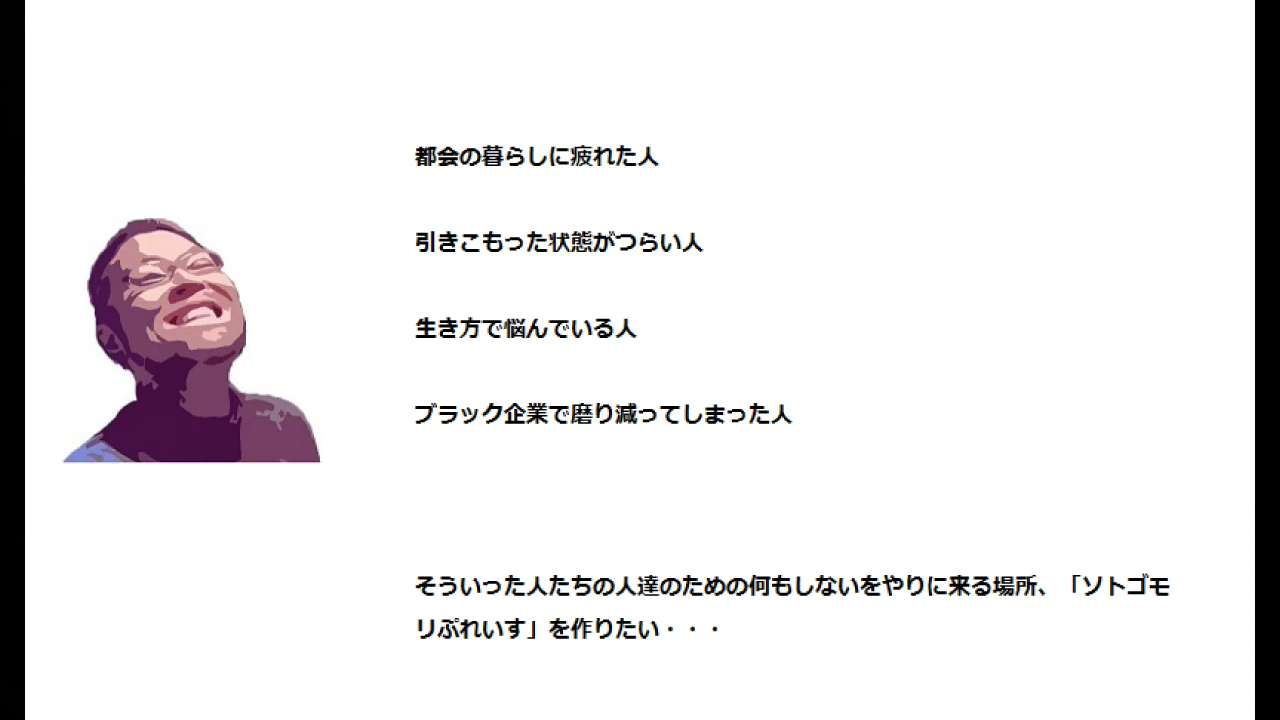 都会の暮らしに疲れた人
引きこもった状態がつらい人
生き方で悩んでいる人
ブラック企業で磨り減ってしまった人
そういった人たちの人達のための何もしないをやりに来る場所、「ソトゴモ
リぷれいす」を作りたい・・・